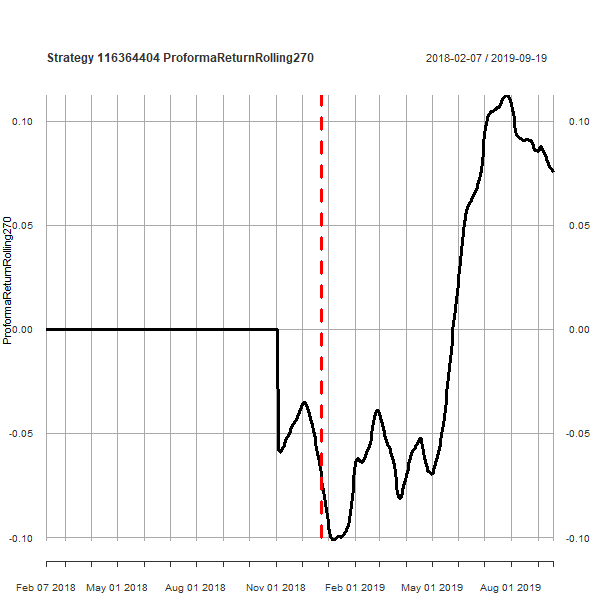 Strategy 116364404 ProformaReturnRolling270
2018-02-07 / 2019-09-19
ProformaReturnRolling270
0.10 0.10
0.05 0.05
0.00 0.00
-0.05 -0.05
-0.10 -0.10
Feb 07 2018 May 01 2018 Aug 01 2018 Nov 01 2018 Feb 01 2019 May 01 2019 Aug 01 2019